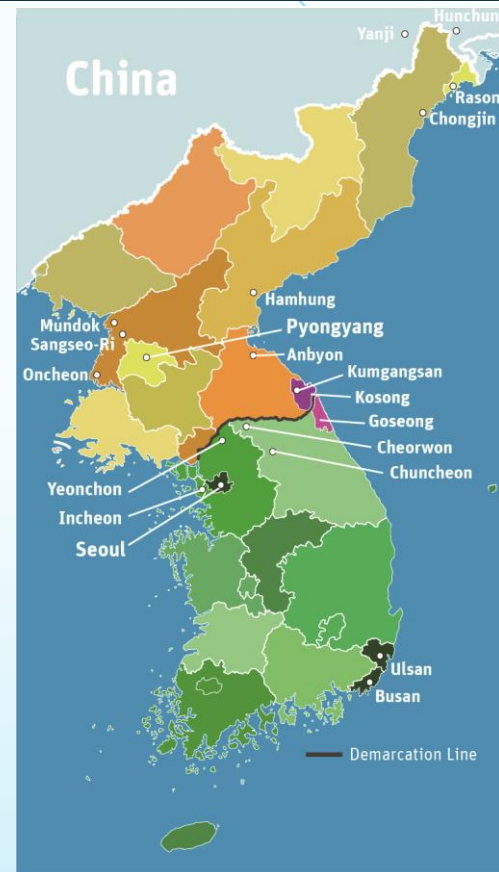 Hunchun
Yanji
China
Rason
Chongjin
Hamhung
Mundok
Pyongyang
Sangseo-Ri
Anbyon
Oncheon
Kumgangsan
Kosong
Goseong
Cheorwon
Chuncheon
Yeonchon
Incheon
Seoul
Ulsan
Busan
Demarcation Line